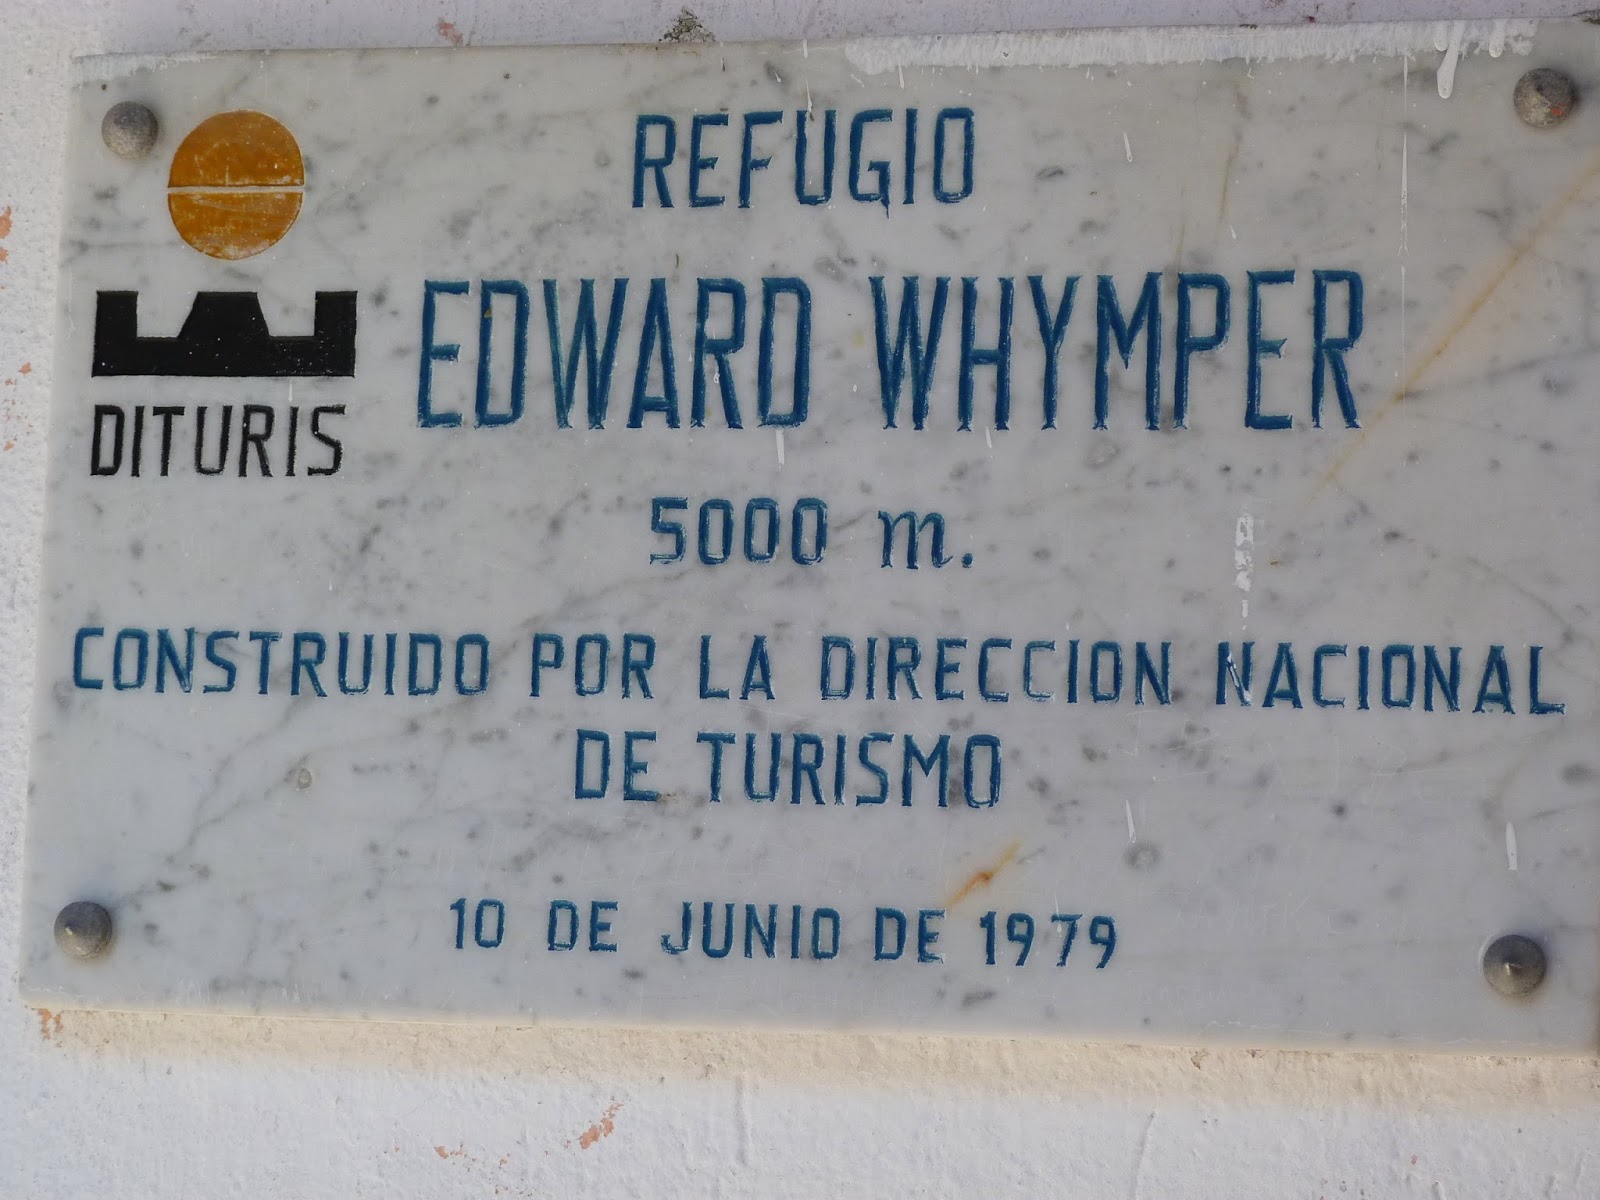 REFUGIO
EDWARD WHYMPER
DITURIS
5000 m.
CONSTRUIDO POR LA DIRECCION NACIONAL
DE TURISMO
10 DE JUNIO DE 1979